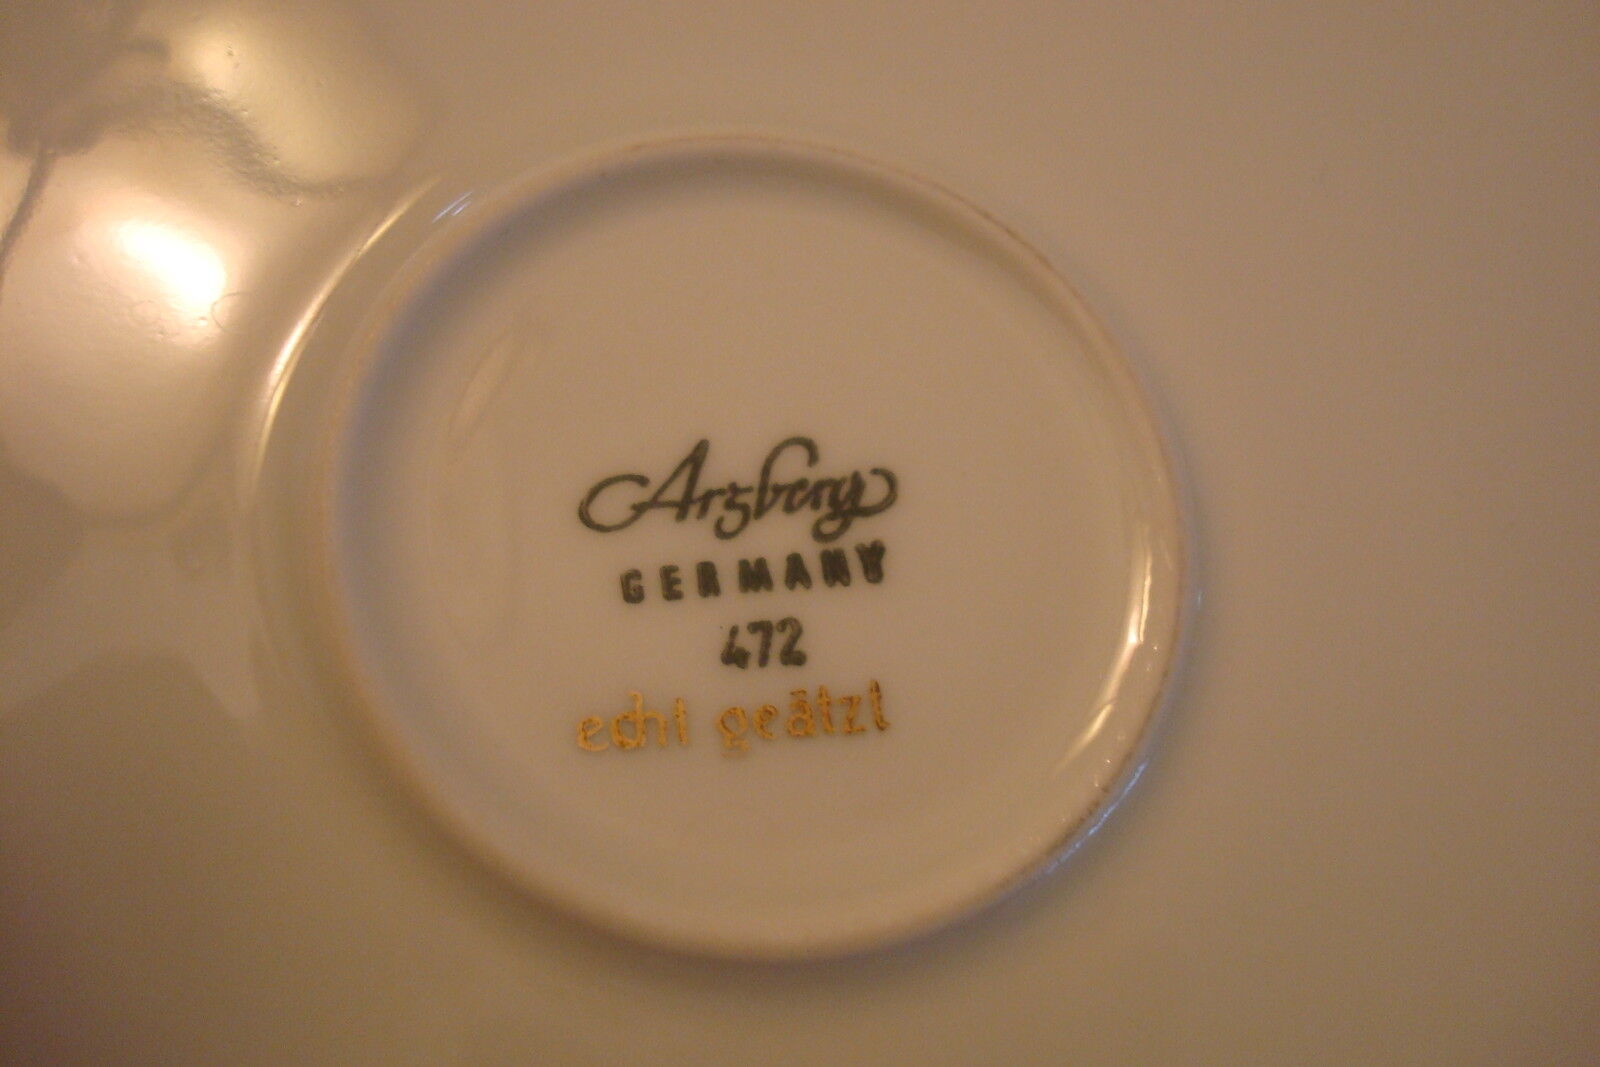 Arzberg
GERMANY
472
echt geätzt